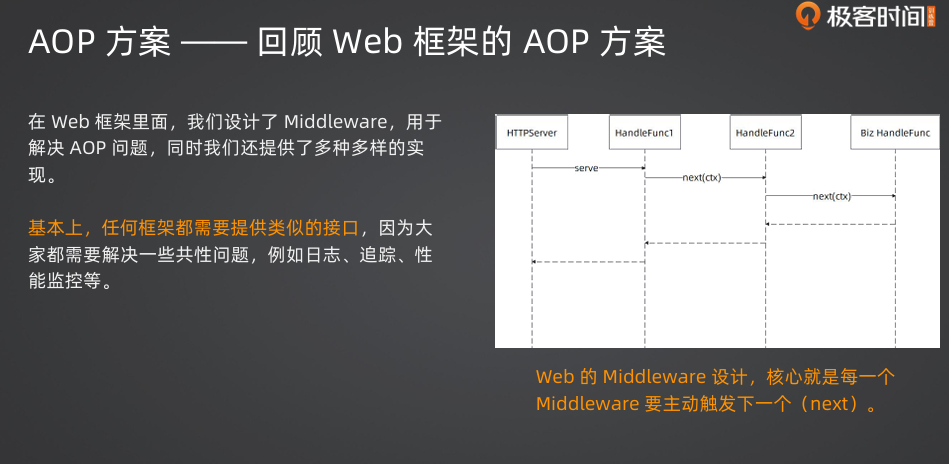 极客时间 训练营
AOP 方案 —— 回顾 Web 框架的 AOP 方案
在 Web 框架里面，我们设计了 Middleware，用于
解决 AOP 问题，同时我们还提供了多种多样的实
现。
基本上，任何框架都需要提供类似的接口，因为大
家都需要解决一些共性问题，例如日志、追踪、性
能监控等。
HTTPServer
HandleFunc1
HandleFunc2
Biz HandleFunc
serve
next(ctx)
next(ctx)
Web 的 Middleware 设计，核心就是每一个
Middleware 要主动触发下一个（next）。